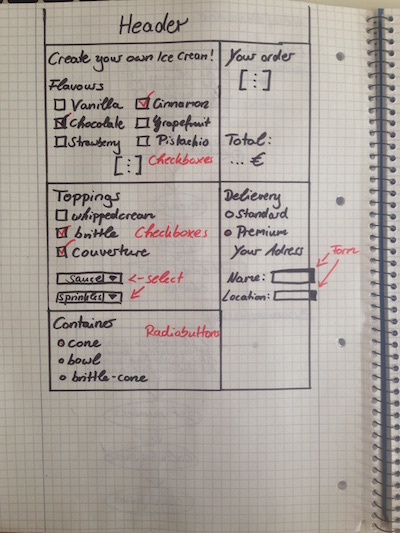 Header
Create your own Ice Cream!
Flavours
Vanilla Cinnamon
Chocolate Grapefruit
Strawberry Pistachio
[:] Checkboxes
Your order
[:]
Total:
... €
Toppings
whippedcream
brittle Checkboxes
couverture
Sauce <- select
Sprinkles
Delievery
Standard
Premium
Your Adress Form
Name:
Location:
Container Radiobuttons
cone
bowl
brittle-cone